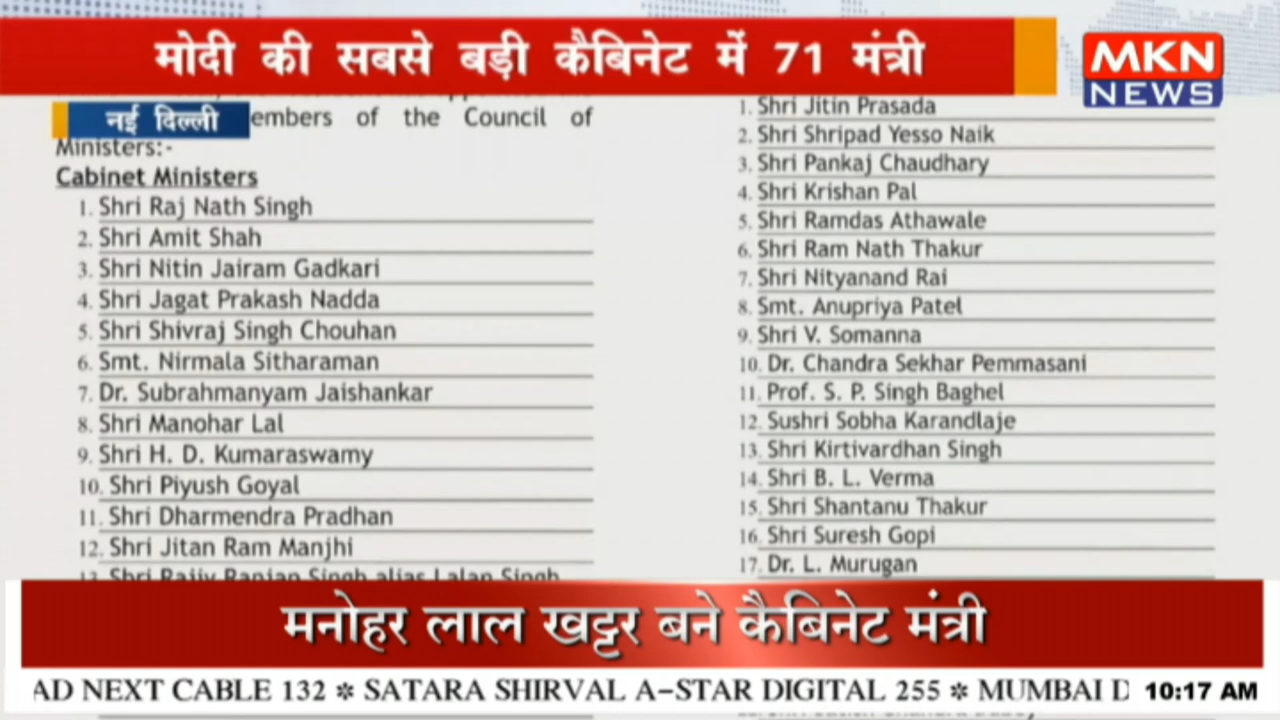 मोदी की सबसे बड़ी कैबिनेट में 71 मंत्री
MKN
NEWS
नई दिल्ली
embers of the Council of
Ministers:-
Cabinet Ministers
1. Shri Raj Nath Singh
2. Shri Amit Shah
3. Shri Nitin Jairam Gadkari
4. Shri Jagat Prakash Nadda
5. Shri Shivraj Singh Chouhan
6. Smt. Nirmala Sitharaman
7. Dr. Subrahmanyam Jaishankar
8. Shri Manohar Lal
9. Shri H. D. Kumaraswamy
10. Shri Piyush Goyal
11. Shri Dharmendra Pradhan
12. Shri Jitan Ram Manjhi
13. Shri Rajiv Ranjan Singh alias Lalan Singh
1. Shri Jitin Prasada
2. Shri Shripad Yesso Naik
3. Shri Pankaj Chaudhary
4. Shri Krishan Pal
5. Shri Ramdas Athawale
6. Shri Ram Nath Thakur
7. Shri Nityanand Rai
8. Smt. Anupriya Patel
9. Shri V. Somanna
10. Dr. Chandra Sekhar Pemmasani
11. Prof. S. P. Singh Baghel
12. Sushri Sobha Karandlaje
13. Shri Kirtivardhan Singh
14. Shri B. L. Verma
15. Shri Shantanu Thakur
16. Shri Suresh Gopi
17. Dr. L. Murugan
मनोहर लाल खट्टर बने कैबिनेट मंत्री
AD NEXT CABLE 132 * SATARA SHIRVAL A-STAR DIGITAL 255 * MUMBAI D
10:17 AM